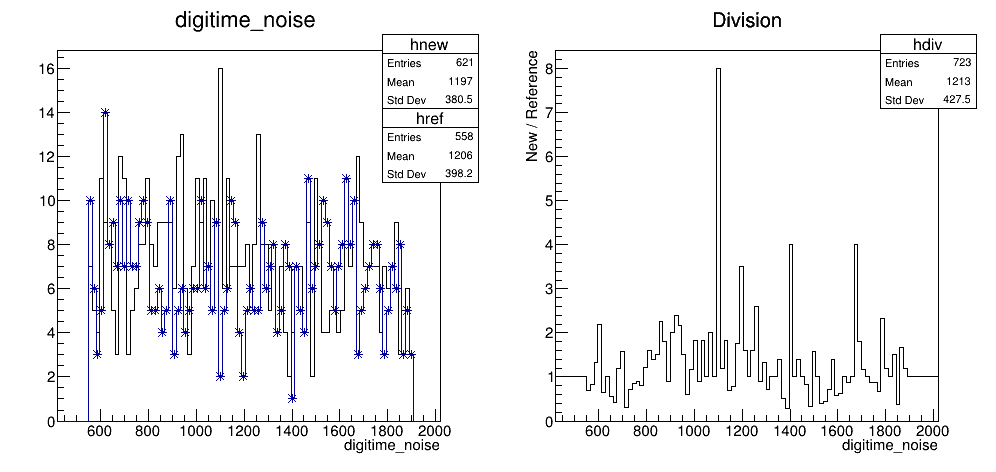 digitime_noise
hnew
Entries 621
Mean 1197
Std Dev 380.5
href
Entries 558
Mean 1206
Std Dev 398.2
16
14
12
10
8
6
4
2
0
600 800 1000 1200 1400 1600 1800 2000
digitime_noise
Division
hdiv
Entries 723
Mean 1213
Std Dev 427.5
New / Reference
8
7
6
5
4
3
2
1
0
600 800 1000 1200 1400 1600 1800 2000
digitime_noise